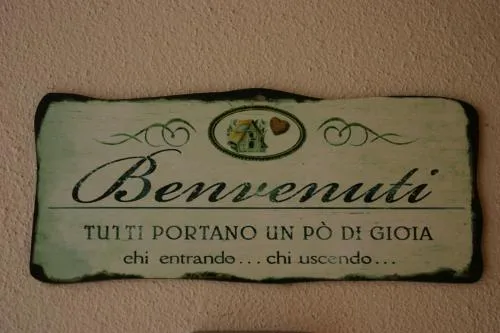 Benvenuti
TUTTI PORTANO UN PÒ DI GIOIA
chi entrando... chi uscendo...